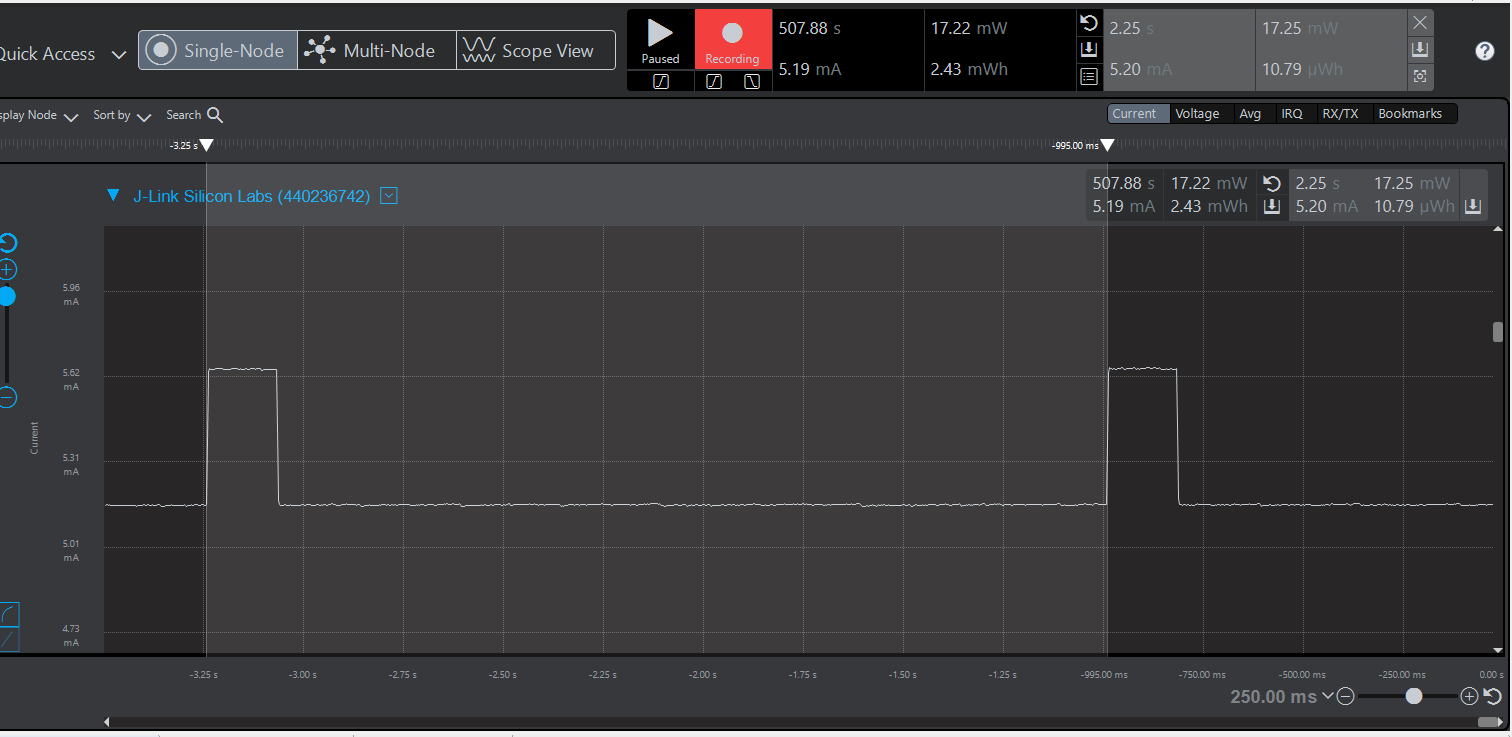 Quick Access
Single-Node
Multi-Node
Scope View
Paused
Recording
507.88 s
5.19 mA
17.22 mW
2.43 mWh
2.25 s
5.20 mA
17.25 mW
10.79 µWh
?
splay Node
Sort by
Search
Current
Voltage
Avg
IRQ
RX/TX
Bookmarks
-3.25 s
-995.00 ms
J-Link Silicon Labs (440236742)
507.88 s
5.19 mA
17.22 mW
2.43 mWh
2.25 s
5.20 mA
17.25 mW
10.79 µWh
5.96
mA
5.62
mA
Current
5.31
mA
5.01
mA
4.73
mA
-3.25 s
-3.00 s
-2.75 s
-2.50 s
-2.25 s
-2.00 s
-1.75 s
-1.50 s
-1.25 s
-995.00 ms
-750.00 ms
-500.00 ms
-250.00 ms
0.00 s
250.00 ms